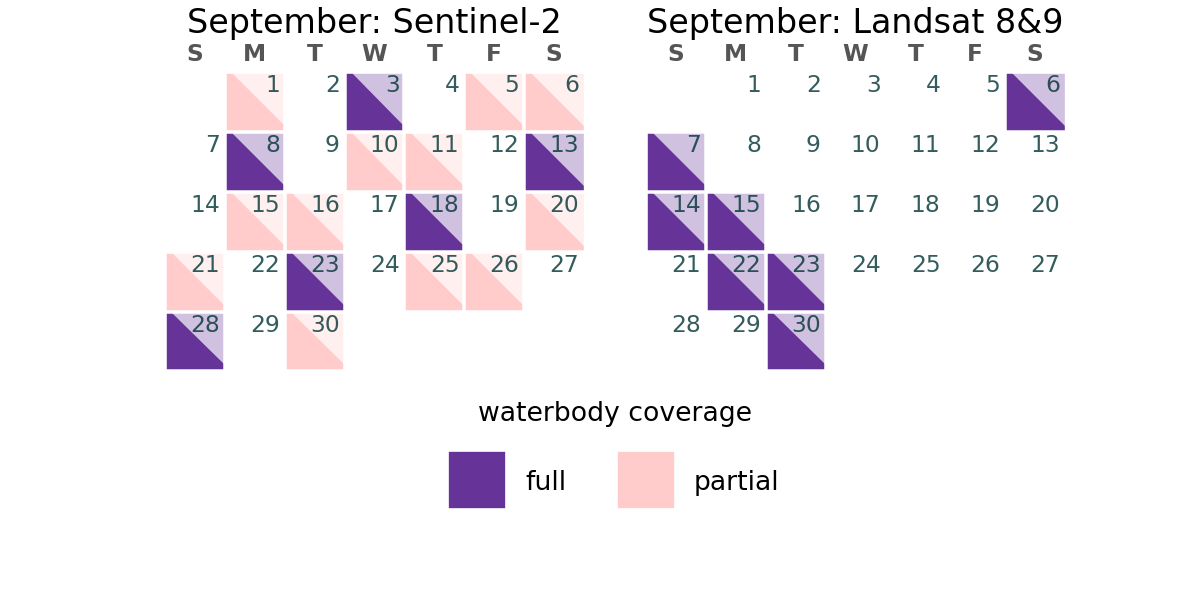 September: Sentinel-2
S M T W T F S
1 2 3 4 5 6
7 8 9 10 11 12 13
14 15 16 17 18 19 20
21 22 23 24 25 26 27
28 29 30
September: Landsat 8&9
S M T W T F S
1 2 3 4 5 6
7 8 9 10 11 12 13
14 15 16 17 18 19 20
21 22 23 24 25 26 27
28 29 30
waterbody coverage
full partial